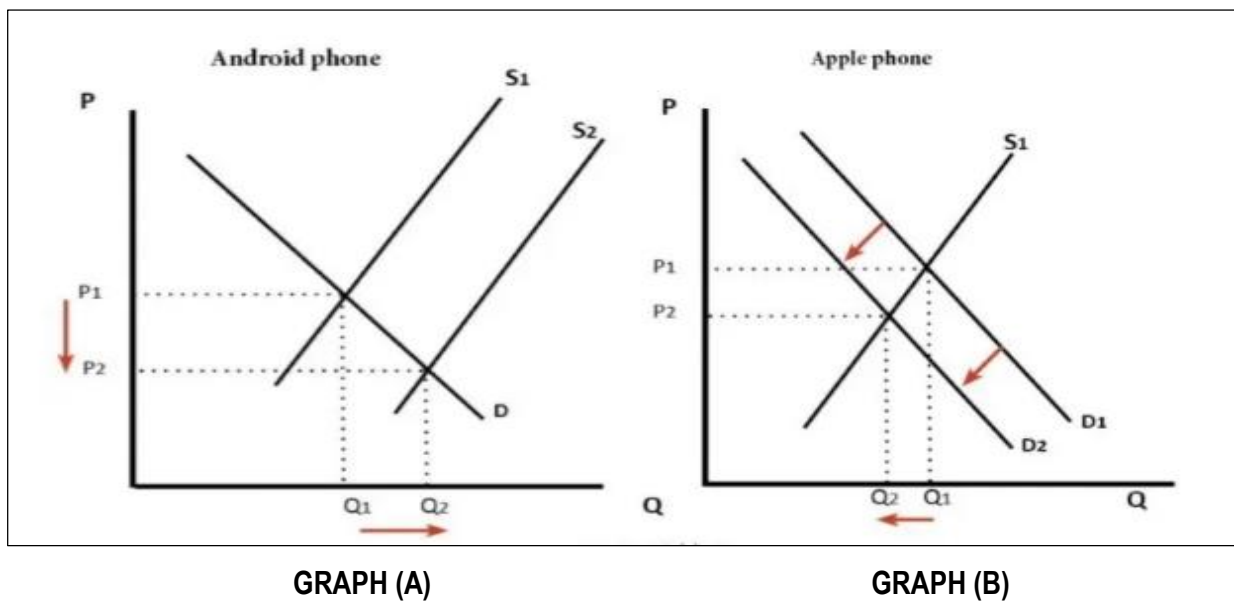 Android phone
P
S1
S2
P1
P2
D
Q1 Q2
Q
Apple phone
P
S1
P1
P2
D1
D2
Q2 Q1
Q
GRAPH (A)
GRAPH (B)